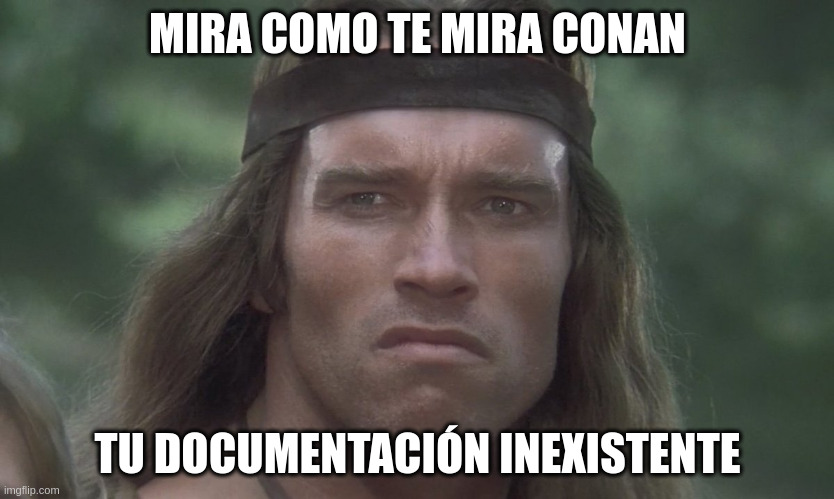 MIRA COMO TE MIRA CONAN
TU DOCUMENTACIÓN INEXISTENTE
imgflip.com